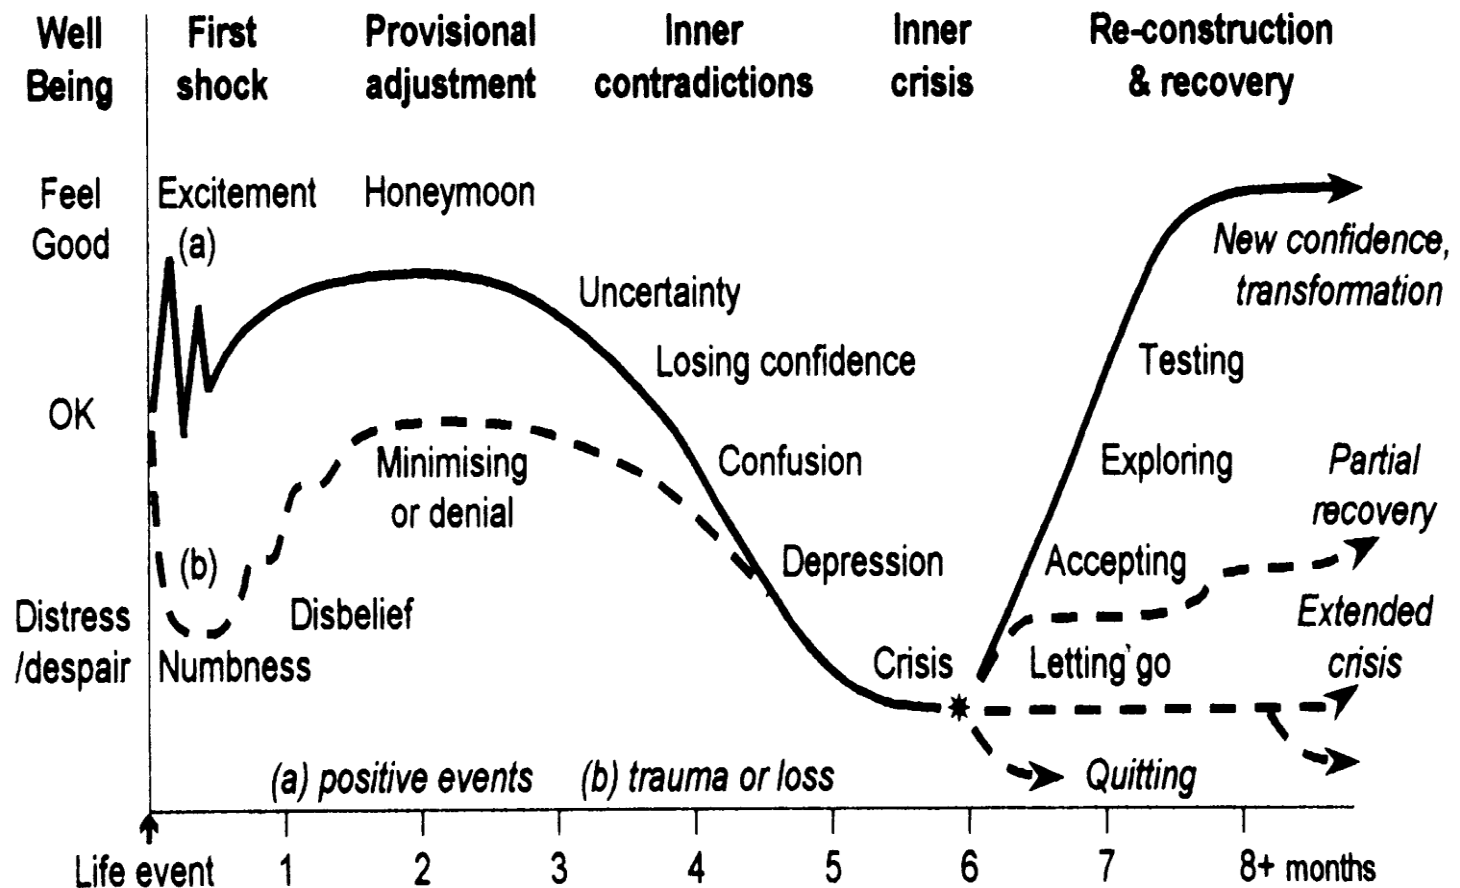 Well
Being
First
shock
Provisional
adjustment
Inner
contradictions
Inner
crisis
Re-construction
& recovery
Feel
Good
Excitement
Honeymoon
(a)
New confidence,
transformation
Uncertainty
Losing confidence
Testing
OK
Minimising
or denial
Confusion
Exploring
Partial
recovery
(b)
Depression
Accepting
Distress
/despair
Disbelief
Numbness
Extended
crisis
Crisis
Letting go
(a) positive events
(b) trauma or loss
Quitting
Life event
1
2
3
4
5
6
7
8+ months